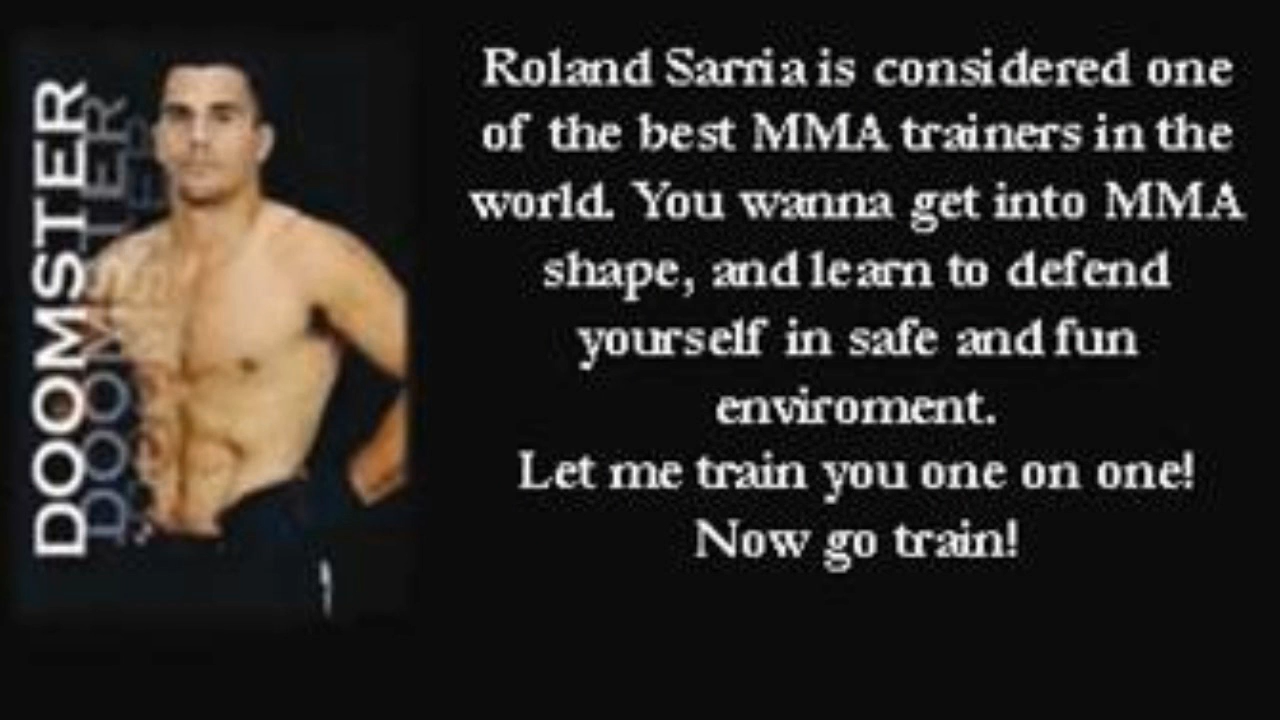 DOOMSTER
DOOMSTER
Roland Sarria is considered one
of the best MMA trainers in the
world. You wanna get into MMA
shape, and learn to defend
yourself in safe and fun
enviroment.
Let me train you one on one!
Now go train!